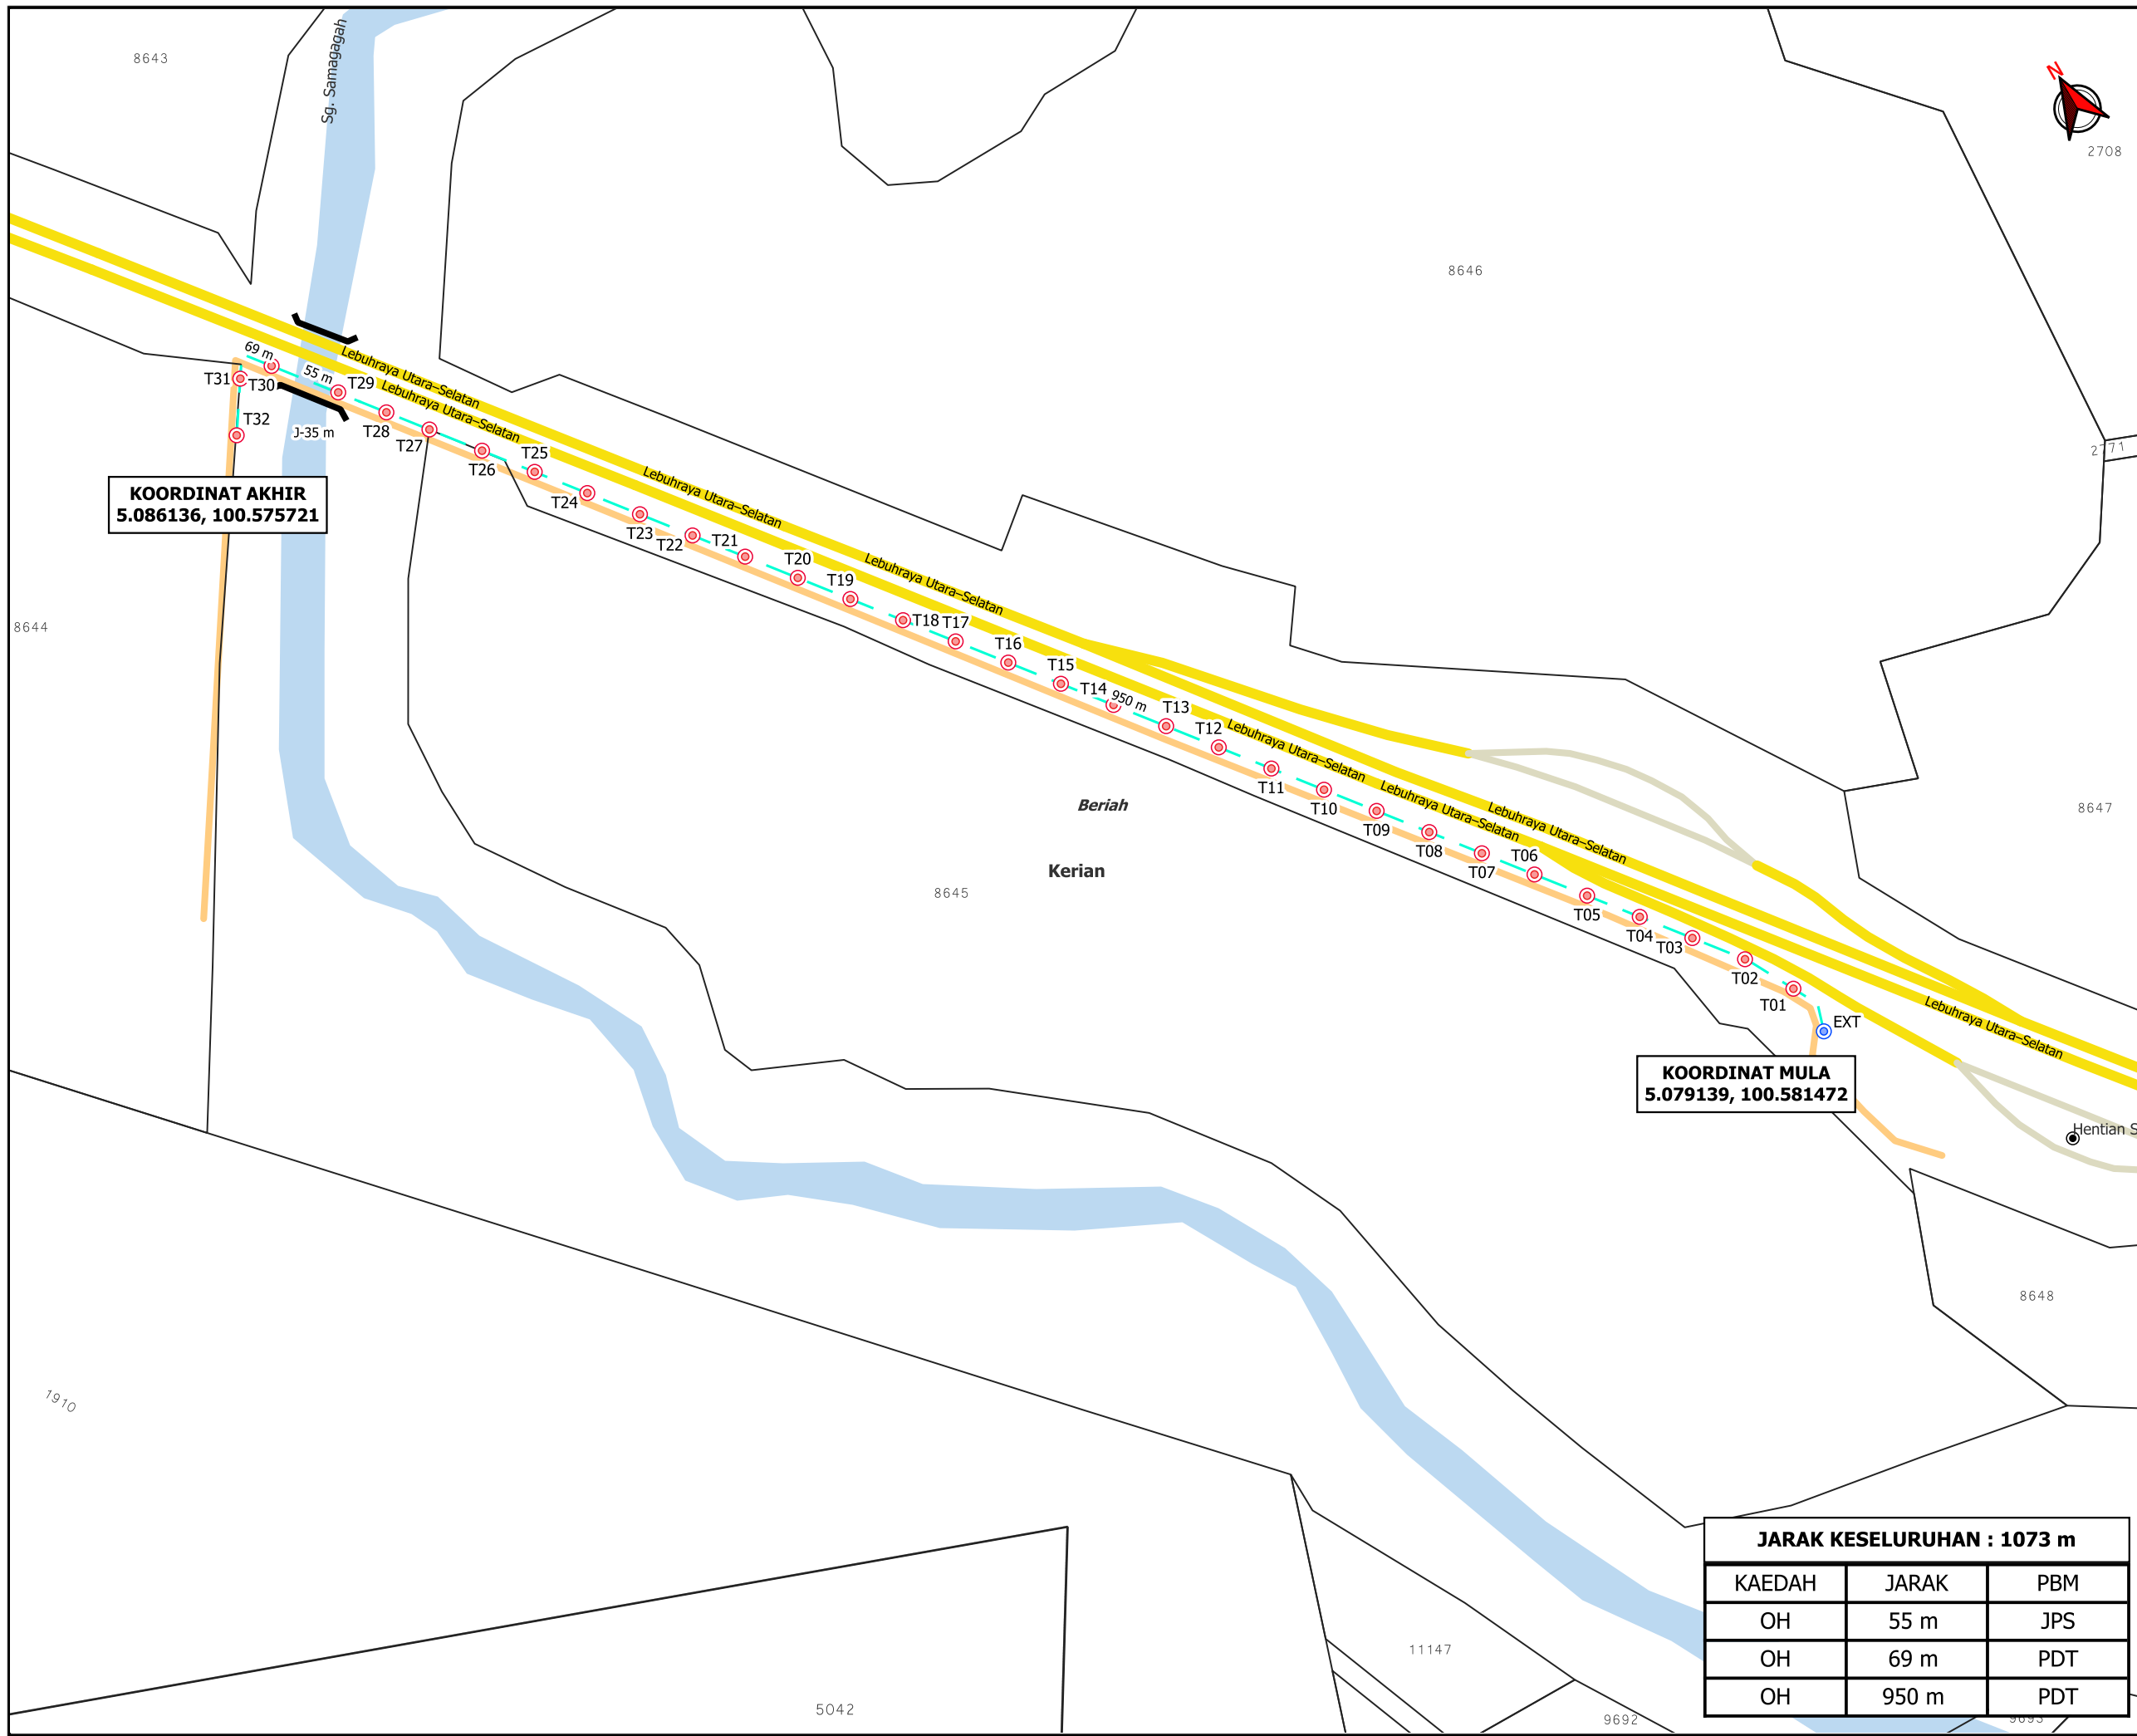 8643
Sg. Samagagah
N
2708
8646
2771
69 m
55 m
Lebuhraya Utara-Selatan
Lebuhraya Utara-Selatan
T31
T30
T29
T32
J-35 m
T28
T27
T26
T25
T24
T23
T22
T21
T20
T19
T18
T17
T16
T15
T14
950 m
T13
T12
T11
T10
T09
T08
T07
T06
T05
T04
T03
T02
T01
EXT
Lebuhraya Utara-Selatan
Lebuhraya Utara-Selatan
Lebuhraya Utara-Selatan
Lebuhraya Utara-Selatan
Lebuhraya Utara-Selatan
Lebuhraya Utara-Selatan
KOORDINAT AKHIR
5.086136, 100.575721
8644
Beriah
Kerian
8645
8647
KOORDINAT MULA
5.079139, 100.581472
Hentian S
8648
1910
5042
11147
9692
9693
JARAK KESELURUHAN : 1073 m
KAEDAH JARAK PBM
OH 55 m JPS
OH 69 m PDT
OH 950 m PDT